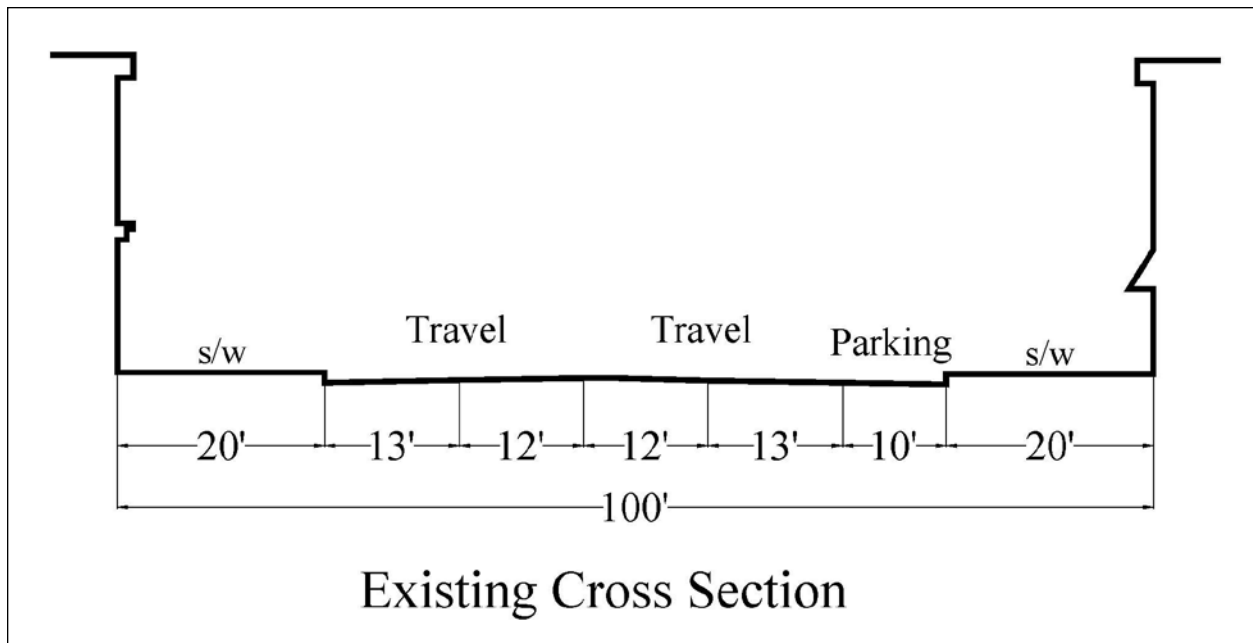 Travel Travel Parking
s/w s/w
20' 13' 12' 12' 13' 10' 20'
100'
Existing Cross Section